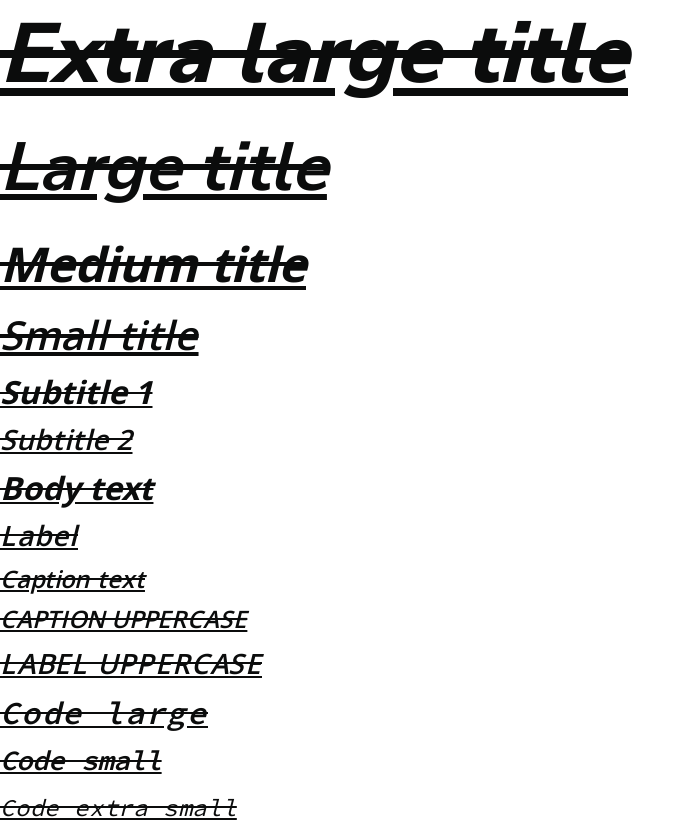 Extra large title
Large title
Medium title
Small title
Subtitle 1
Subtitle 2
Body text
Label
Caption text
CAPTION UPPERCASE
LABEL UPPERCASE
Code large
Code small
Code extra small